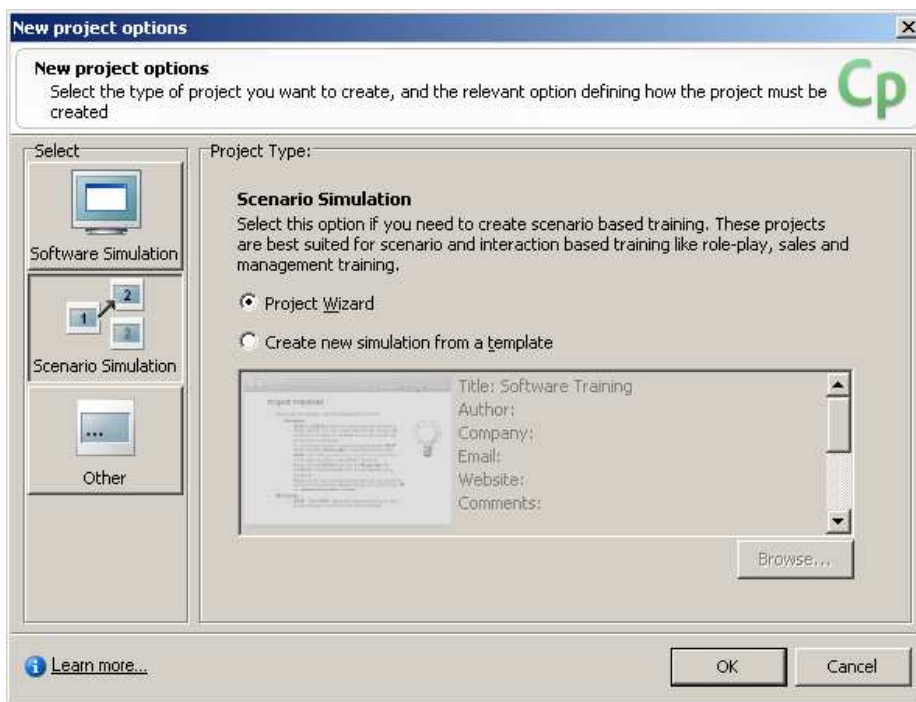 New project options
New project options
Select the type of project you want to create, and the relevant option defining how the project must be
created
Cp
Select
Software Simulation
1
2
3
Scenario Simulation
...
Other
Project Type:
Scenario Simulation
Select this option if you need to create scenario based training. These projects
are best suited for scenario and interaction based training like role-play, sales and
management training.
Project Wizard
Create new simulation from a template
Title: Software Training
Author:
Company:
Email:
Website:
Comments:
Browse...
Learn more...
OK
Cancel